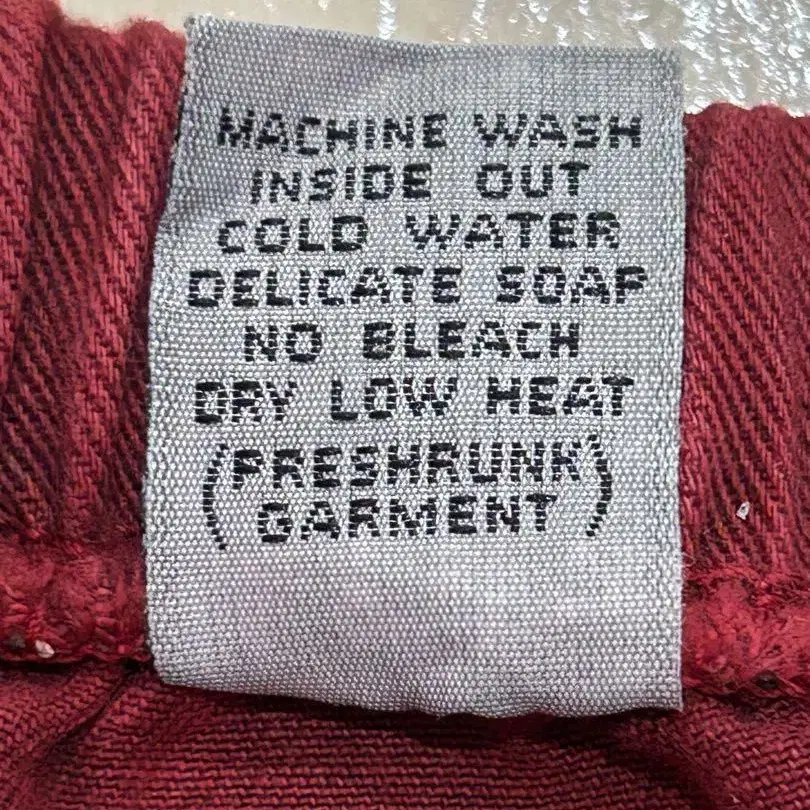 MACHINE WASH
INSIDE OUT
COLD WATER
DELICATE SOAP
NO BLEACH
DRY LOW HEAT
(PRESHRUNK
GARMENT)